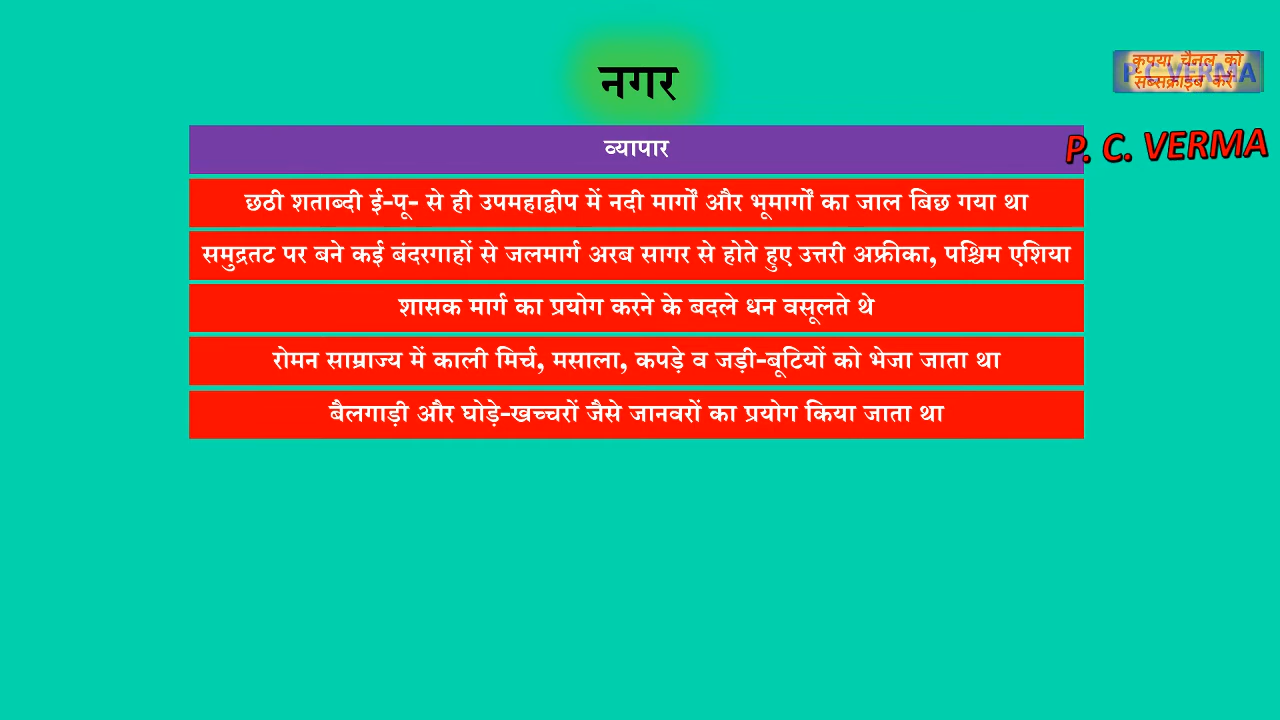 नगर
कृपया चैनल को
सब्सक्राइब करें
P.C.VERMA
व्यापार
P. C. VERMA
छठी शताब्दी ई-पू- से ही उपमहाद्वीप में नदी मार्गों और भूमार्गों का जाल बिछ गया था
समुद्रतट पर बने कई बंदरगाहों से जलमार्ग अरब सागर से होते हुए उत्तरी अफ्रीका, पश्चिम एशिया
शासक मार्ग का प्रयोग करने के बदले धन वसूलते थे
रोमन साम्राज्य में काली मिर्च, मसाला, कपड़े व जड़ी-बूटियों को भेजा जाता था
बैलगाड़ी और घोड़े-खच्चरों जैसे जानवरों का प्रयोग किया जाता था